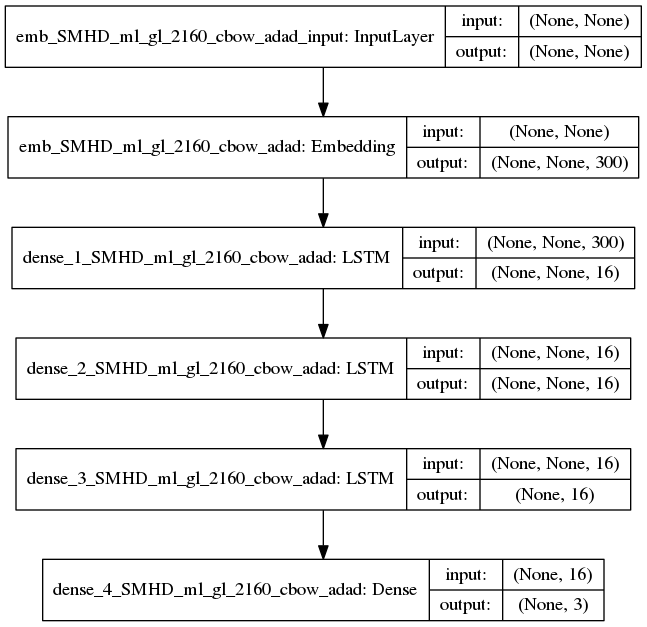 emb_SMHD_ml_gl_2160_cbow_adad_input: InputLayer input: (None, None)
output: (None, None)
emb_SMHD_ml_gl_2160_cbow_adad: Embedding input: (None, None)
output: (None, None, 300)
dense_1_SMHD_ml_gl_2160_cbow_adad: LSTM input: (None, None, 300)
output: (None, None, 16)
dense_2_SMHD_ml_gl_2160_cbow_adad: LSTM input: (None, None, 16)
output: (None, None, 16)
dense_3_SMHD_ml_gl_2160_cbow_adad: LSTM input: (None, None, 16)
output: (None, 16)
dense_4_SMHD_ml_gl_2160_cbow_adad: Dense input: (None, 16)
output: (None, 3)